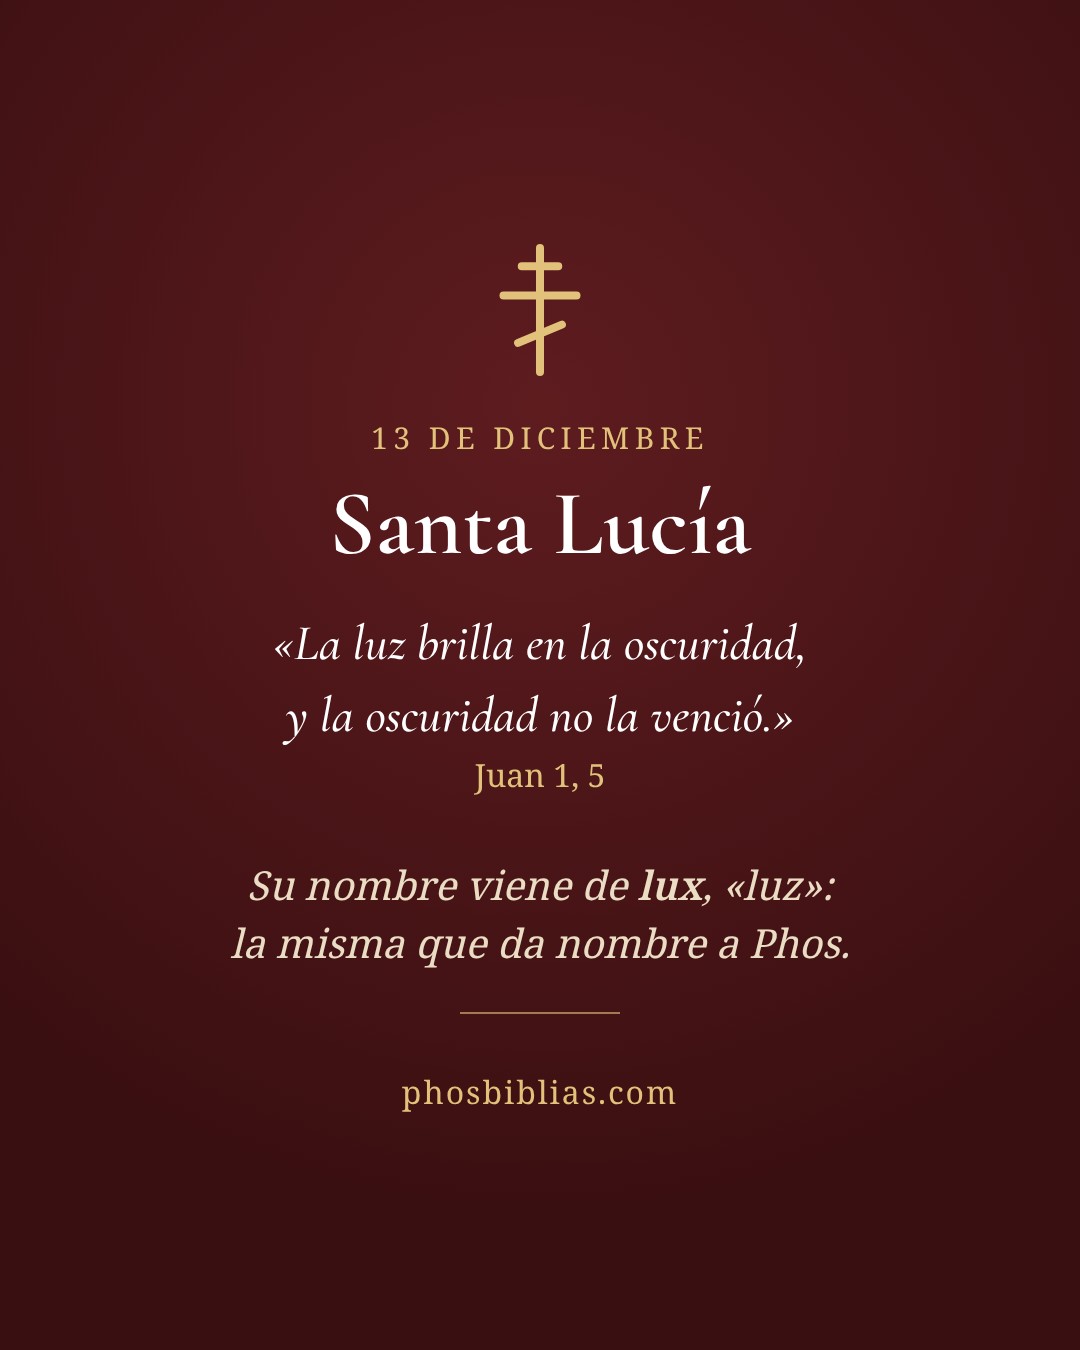 13 DE DICIEMBRE
Santa Lucía
«La luz brilla en la oscuridad,
y la oscuridad no la venció.»
Juan 1, 5
Su nombre viene de lux, «luz»:
la misma que da nombre a Phos.
phosbiblias.com